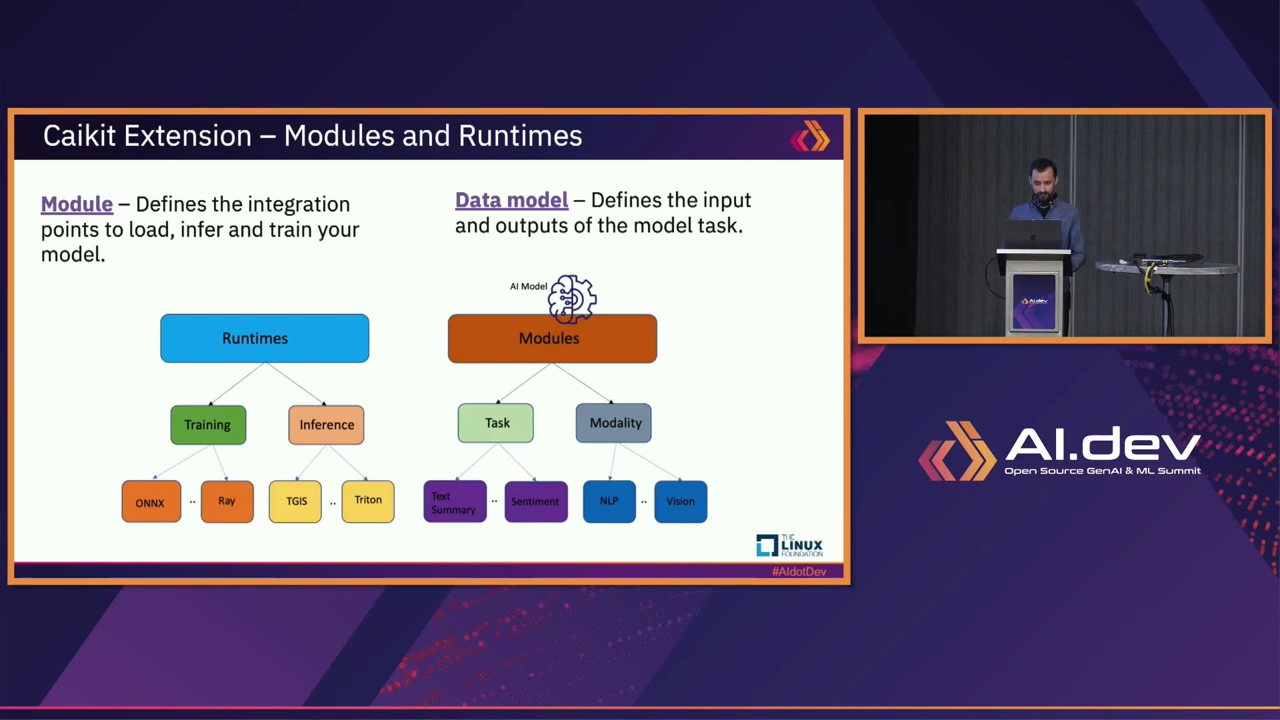 Caikit Extension – Modules and Runtimes
Module – Defines the integration
points to load, infer and train your
model.
Data model – Defines the input
and outputs of the model task.
AI Model
Runtimes
Modules
Training
Inference
Task
Modality
ONNX
..
Ray
TGIS
..
Triton
Text
Summary
..
Sentiment
NLP
..
Vision
THE
LINUX
FOUNDATION
#AIdotDev
AI.dev
AI.dev
Open Source GenAI & ML Summit